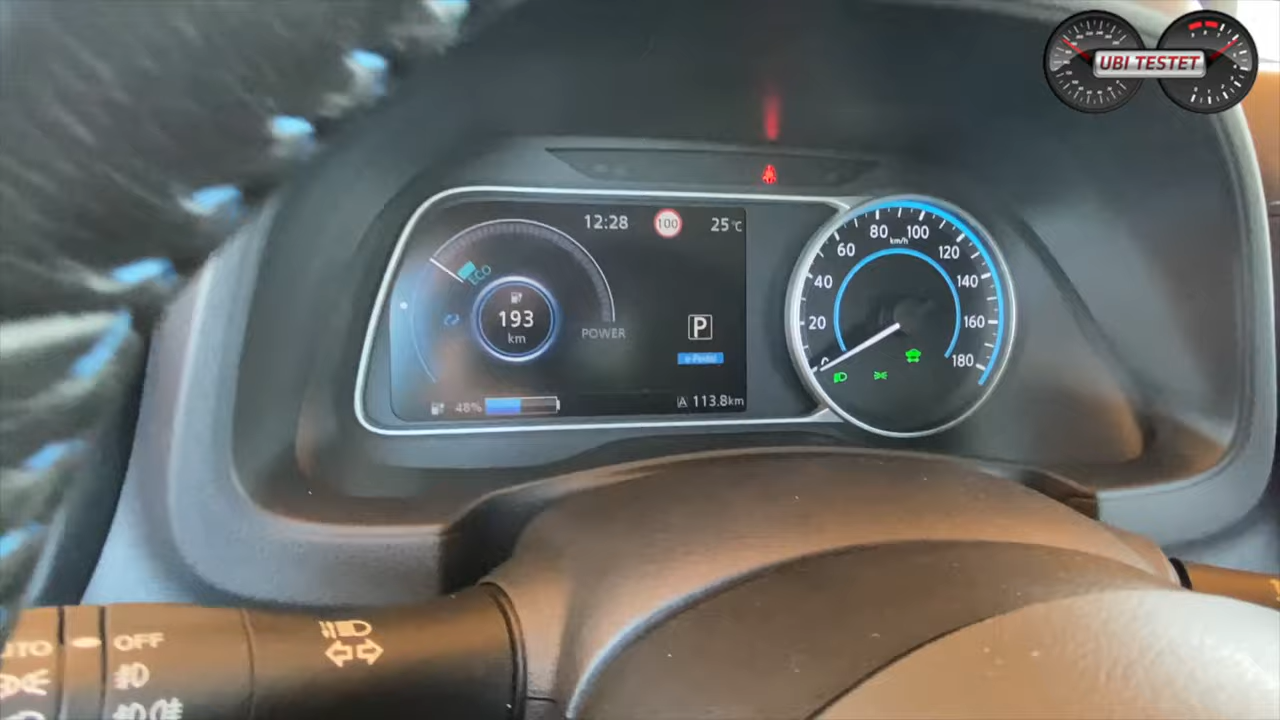 UBI TESTET
12:28
100
25°C
ECO
193
km
POWER
P
e-Pedal
48%
A 113.8km
0
20
40
60
80
100
120
140
160
180
km/h
OFF